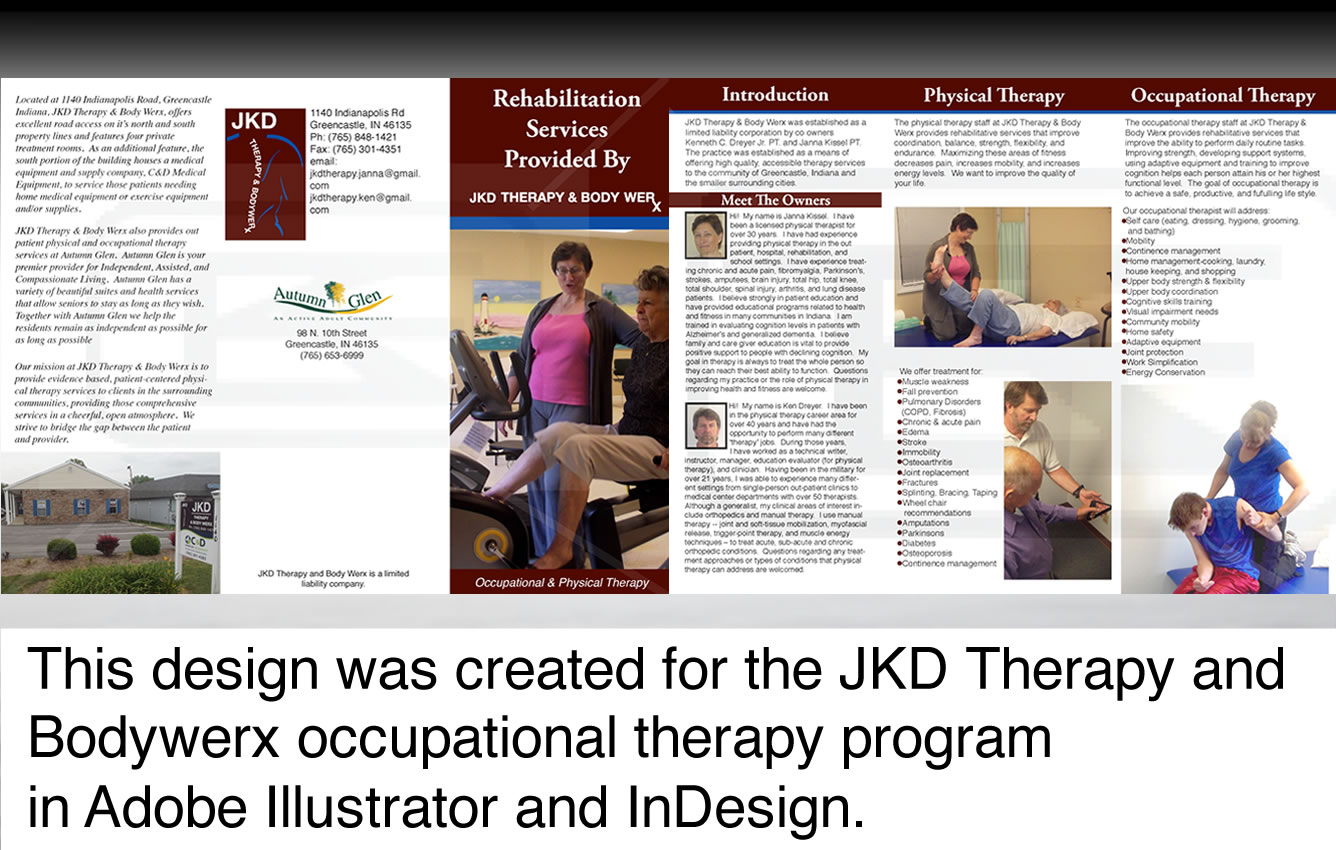 Located at 1140 Indianapolis Road, Greencastle
Indiana, JKD Therapy & Body Werx, offers
excellent road access on it's north and south
property lines and features four private
treatment rooms. As an additional feature, the
south portion of the building houses a medical
equipment and supply company, C&D Medical
Equipment, to service those patients needing
home medical equipment or exercise equipment
and/or supplies.
JKD Therapy & Body Werx also provides out
patient physical and occupational therapy
services at Autumn Glen. Autumn Glen is your
premier provider for Independent, Assisted, and
Compassionate Living. Autumn Glen has a
variety of beautiful suites and health services
that allow seniors to stay as long as they wish.
Together with Autumn Glen we help the
residents remain as independent as possible for
as long as possible
Our mission at JKD Therapy & Body Werx is to
provide evidence based, patient-centered physi-
cal therapy services to clients in the surrounding
communities, providing those comprehensive
services in a cheerful, open atmosphere. We
strive to bridge the gap between the patient
and provider.
JKD
THERAPY
& BODY WERX
C&D
JKD
THERAPY & BODYWERX
1140 Indianapolis Rd
Greencastle, IN 46135
Ph: (765) 848-1421
Fax: (765) 301-4351
email:
jkdtherapy.janna@gmail.
com
jkdtherapy.ken@gmail.
com
Autumn Glen
AN ACTIVE ADULT COMMUNITY
98 N. 10th Street
Greencastle, IN 46135
(765) 653-6999
JKD Therapy and Body Werx is a limited
liability company.
Rehabilitation
Services
Provided By
JKD THERAPY & BODY WERX
Occupational & Physical Therapy
Introduction
JKD Therapy & Body Werx was established as a
limited liability corporation by co owners
Kenneth C. Dreyer Jr. PT. and Janna Kissel PT.
The practice was established as a means of
offering high quality, accessible therapy services
to the community of Greencastle, Indiana and
the smaller surrounding cities.
Meet The Owners
Hi! My name is Janna Kissel. I have
been a licensed physical therapist for
over 30 years. I have had experience
providing physical therapy in the out
patient, hospital, rehabilitation, and
school settings. I have experience treat-
ing chronic and acute pain, fibromyalgia, Parkinson's,
strokes, amputees, brain injury, total hip, total knee,
total shoulder, spinal injury, arthritis, and lung disease
patients. I believe strongly in patient education and
have provided educational programs related to health
and fitness in many communities in Indiana. I am
trained in evaluating cognition levels in patients with
Alzheimer's and generalized dementia. I believe
family and care giver education is vital to provide
positive support to people with declining cognition. My
goal in therapy is always to treat the whole person so
they can reach their best ability to function. Questions
regarding my practice or the role of physical therapy in
improving health and fitness are welcome.
Hi! My name is Ken Dreyer. I have been
in the physical therapy career area for
over 40 years and have had the
opportunity to perform many different
"therapy" jobs. During those years,
I have worked as a technical writer,
instructor, manager, education evaluator (for physical
therapy), and clinician. Having been in the military for
over 21 years, I was able to experience many differ-
ent settings from single-person out-patient clinics to
medical center departments with over 50 therapists.
Although a generalist, my clinical areas of interest in-
clude orthopedics and manual therapy. I use manual
therapy -- joint and soft-tissue mobilization, myofascial
release, trigger-point therapy, and muscle energy
techniques -- to treat acute, sub-acute and chronic
orthopedic conditions. Questions regarding any treat-
ment approaches or types of conditions that physical
therapy can address are welcomed.
Physical Therapy
The physical therapy staff at JKD Therapy & Body
Werx provides rehabilitative services that improve
coordination, balance, strength, flexibility, and
endurance. Maximizing these areas of fitness
decreases pain, increases mobility, and increases
energy levels. We want to improve the quality of
your life.
We offer treatment for:
●Muscle weakness
●Fall prevention
●Pulmonary Disorders
(COPD, Fibrosis)
●Chronic & acute pain
●Edema
●Stroke
●Immobility
●Osteoarthritis
●Joint replacement
●Fractures
●Splinting, Bracing, Taping
●Wheel chair
recommendations
●Amputations
●Parkinsons
●Diabetes
●Osteoporosis
●Continence management
Occupational Therapy
The occupational therapy staff at JKD Therapy &
Body Werx provides rehabilitative services that
improve the ability to perform daily routine tasks.
Improving strength, developing support systems,
using adaptive equipment and training to improve
cognition helps each person attain his or her highest
functional level. The goal of occupational therapy is
to achieve a safe, productive, and fufulling life style.
Our occupational therapist will address:
●Self care (eating, dressing, hygiene, grooming,
and bathing)
●Mobility
●Continence management
●Home management-cooking, laundry,
house keeping, and shopping
●Upper body strength & flexibility
●Upper body coordination
●Cognitive skills training
●Visual impairment needs
●Community mobility
●Home safety
●Adaptive equipment
●Joint protection
●Work Simplification
●Energy Conservation
This design was created for the JKD Therapy and
Bodywerx occupational therapy program
in Adobe Illustrator and InDesign.